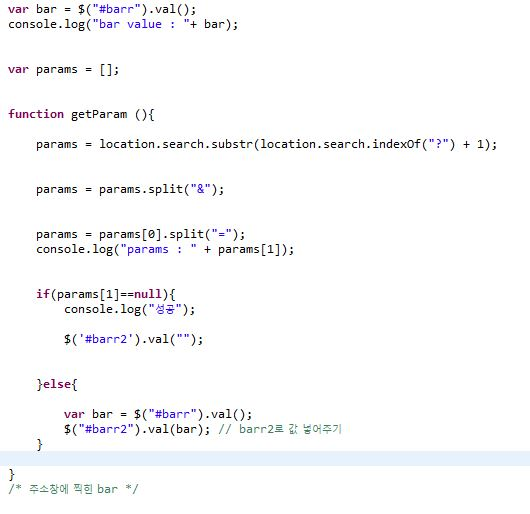 var bar = $("#barr").val();
console.log("bar value : "+ bar);
var params = [];
function getParam (){
params = location.search.substr(location.search.indexOf("?") + 1);
params = params.split("&");
params = params[0].split("=");
console.log("params : " + params[1]);
if(params[1]==null){
console.log("성공");
$('#barr2').val("");
}else{
var bar = $("#barr").val();
$("#barr2").val(bar); // barr2로 값 넣어주기
}
}
/* 주소창에 찍힌 bar */